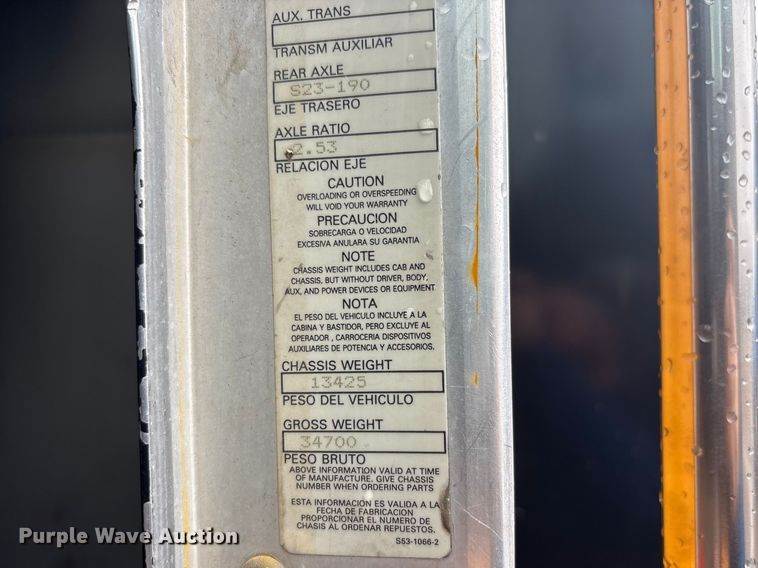 AUX. TRANS
TRANSM AUXILIAR
REAR AXLE
S23-190
EJE TRASERO
AXLE RATIO
2.53
RELACION EJE
CAUTION
OVERLOADING OR OVERSPEEDING
WILL VOID YOUR WARRANTY
PRECAUCION
SOBRECARGA O VELOCIDAD
EXCESIVA ANULARA SU GARANTIA
NOTE
CHASSIS WEIGHT INCLUDES CAB AND
CHASSIS, BUT WITHOUT DRIVER, BODY,
AUX, AND POWER DEVICES OR EQUIPMENT
NOTA
EL PESO DEL VEHICULO INCLUYE A LA
CABINA Y BASTIDOR, PERO EXCLUYE AL
OPERADOR , CARROCERIA DISPOSITIVOS
AUXILIARES DE POTENCIA Y ACCESORIOS.
CHASSIS WEIGHT
13425
PESO DEL VEHICULO
GROSS WEIGHT
34700
PESO BRUTO
ABOVE INFORMATION VALID AT TIME
OF MANUFACTURE. GIVE CHASSIS
NUMBER WHEN ORDERING PARTS
ESTA INFORMACION ES VALIDA A LA
FECHA DE FABRICACION
PROPORCIONAR EL NUMERO DE
CHASIS AL ORDENAR REPUESTOS.
S53-1066-2
Purple Wave Auction